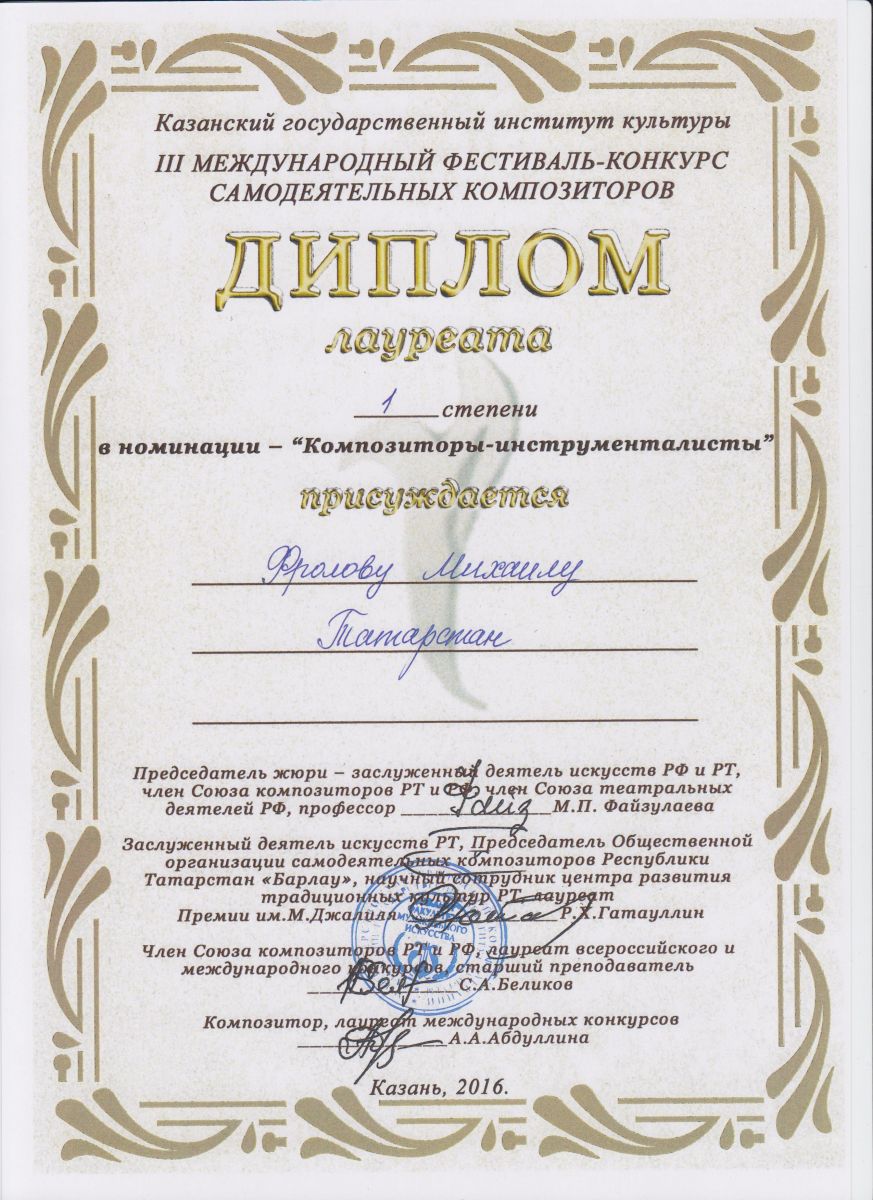 Казанский государственный институт культуры
III МЕЖДУНАРОДНЫЙ ФЕСТИВАЛЬ-КОНКУРС
САМОДЕЯТЕЛЬНЫХ КОМПОЗИТОРОВ
ДИПЛОМ
лауреата
1 степени
в номинации – “Композиторы-инструменталисты”
присуждается
Фролову Михаилу
Татарстан
Председатель жюри – заслуженный деятель искусств РФ и РТ,
член Союза композиторов РТ и РФ, член Союза театральных
деятелей РФ, профессор М.П. Файзулаева
Заслуженный деятель искусств РТ, Председатель Общественной
организации самодеятельных композиторов Республики
Татарстан «Барлау», научный сотрудник центра развития
традиционных культур РТ, лауреат
Премии им.М.Джалиля Р.Х.Гатауллин
Член Союза композиторов РТ и РФ, лауреат всероссийского и
международного конкурсов, старший преподаватель
С.А.Беликов
Композитор, лауреат международных конкурсов
А.А.Абдуллина
Казань, 2016.